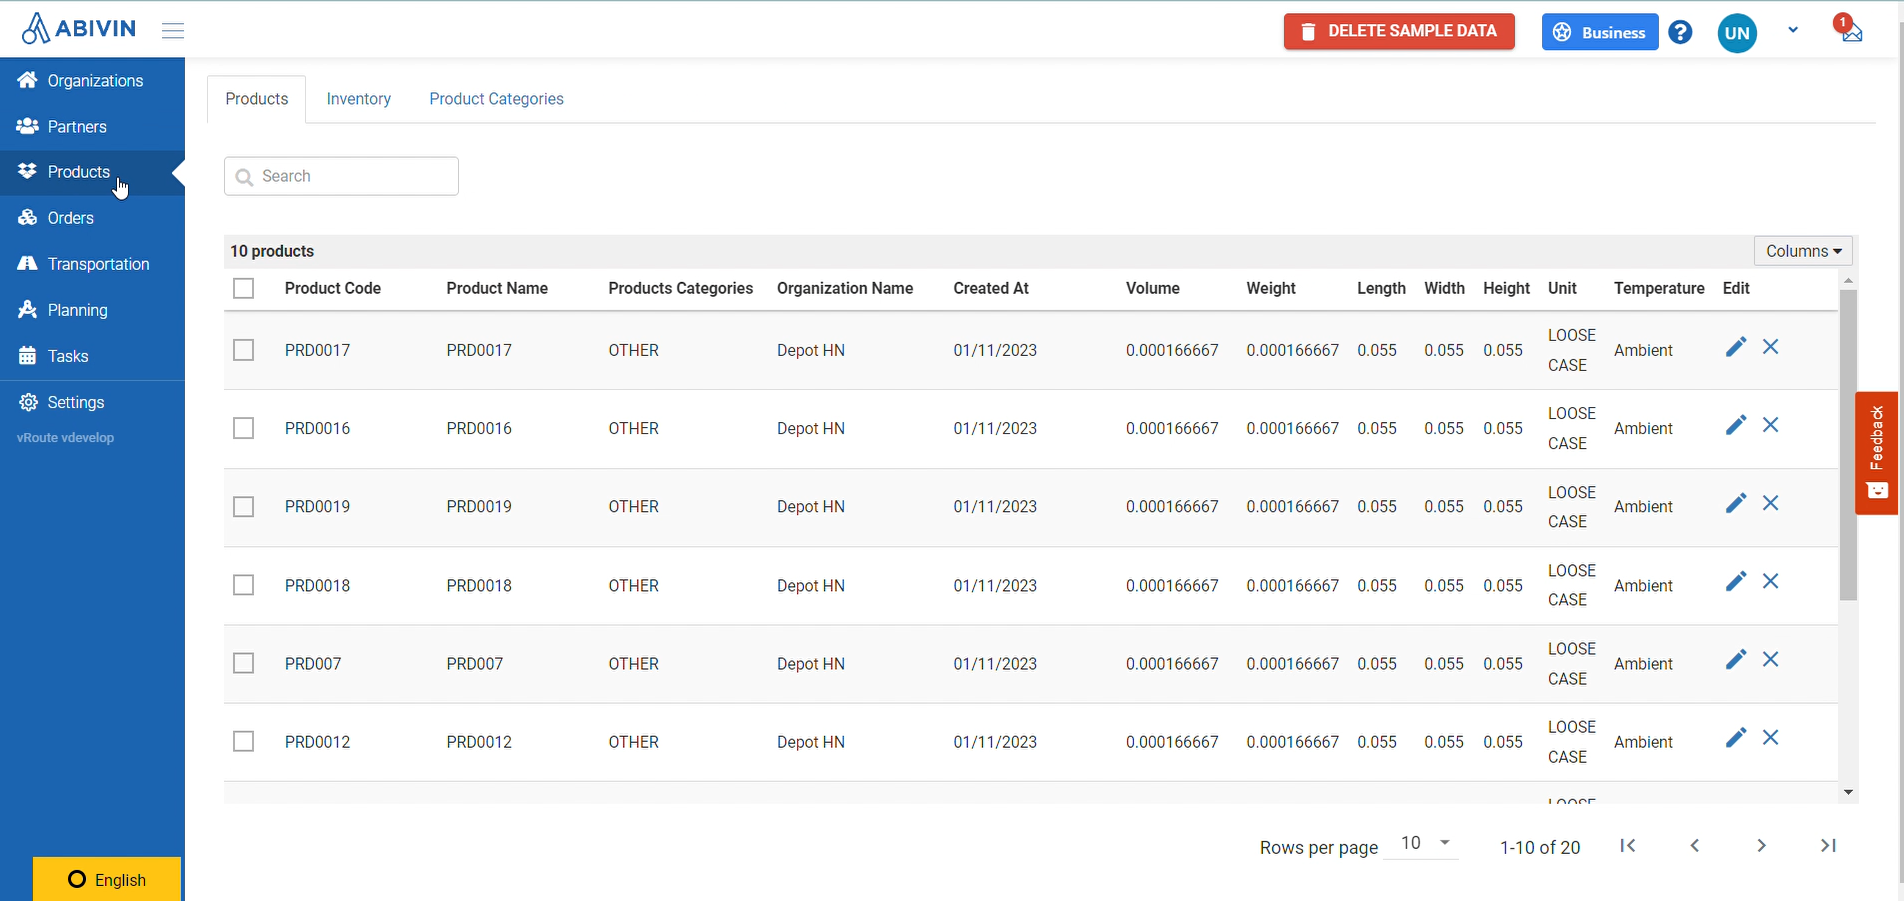 ABIVIN
DELETE SAMPLE DATA
Business
?
UN
1
Organizations
Partners
Products
Orders
Transportation
Planning
Tasks
Settings
vRoute vdevelop
English
Products Inventory Product Categories
Search
10 products
Columns
Product Code Product Name Products Categories Organization Name Created At Volume Weight Length Width Height Unit Temperature Edit
PRD0017 PRD0017 OTHER Depot HN 01/11/2023 0.000166667 0.000166667 0.055 0.055 0.055 LOOSE CASE Ambient
PRD0016 PRD0016 OTHER Depot HN 01/11/2023 0.000166667 0.000166667 0.055 0.055 0.055 LOOSE CASE Ambient
PRD0019 PRD0019 OTHER Depot HN 01/11/2023 0.000166667 0.000166667 0.055 0.055 0.055 LOOSE CASE Ambient
PRD0018 PRD0018 OTHER Depot HN 01/11/2023 0.000166667 0.000166667 0.055 0.055 0.055 LOOSE CASE Ambient
PRD007 PRD007 OTHER Depot HN 01/11/2023 0.000166667 0.000166667 0.055 0.055 0.055 LOOSE CASE Ambient
PRD0012 PRD0012 OTHER Depot HN 01/11/2023 0.000166667 0.000166667 0.055 0.055 0.055 LOOSE CASE Ambient
LOOSE
Rows per page 10 1-10 of 20
Feedback